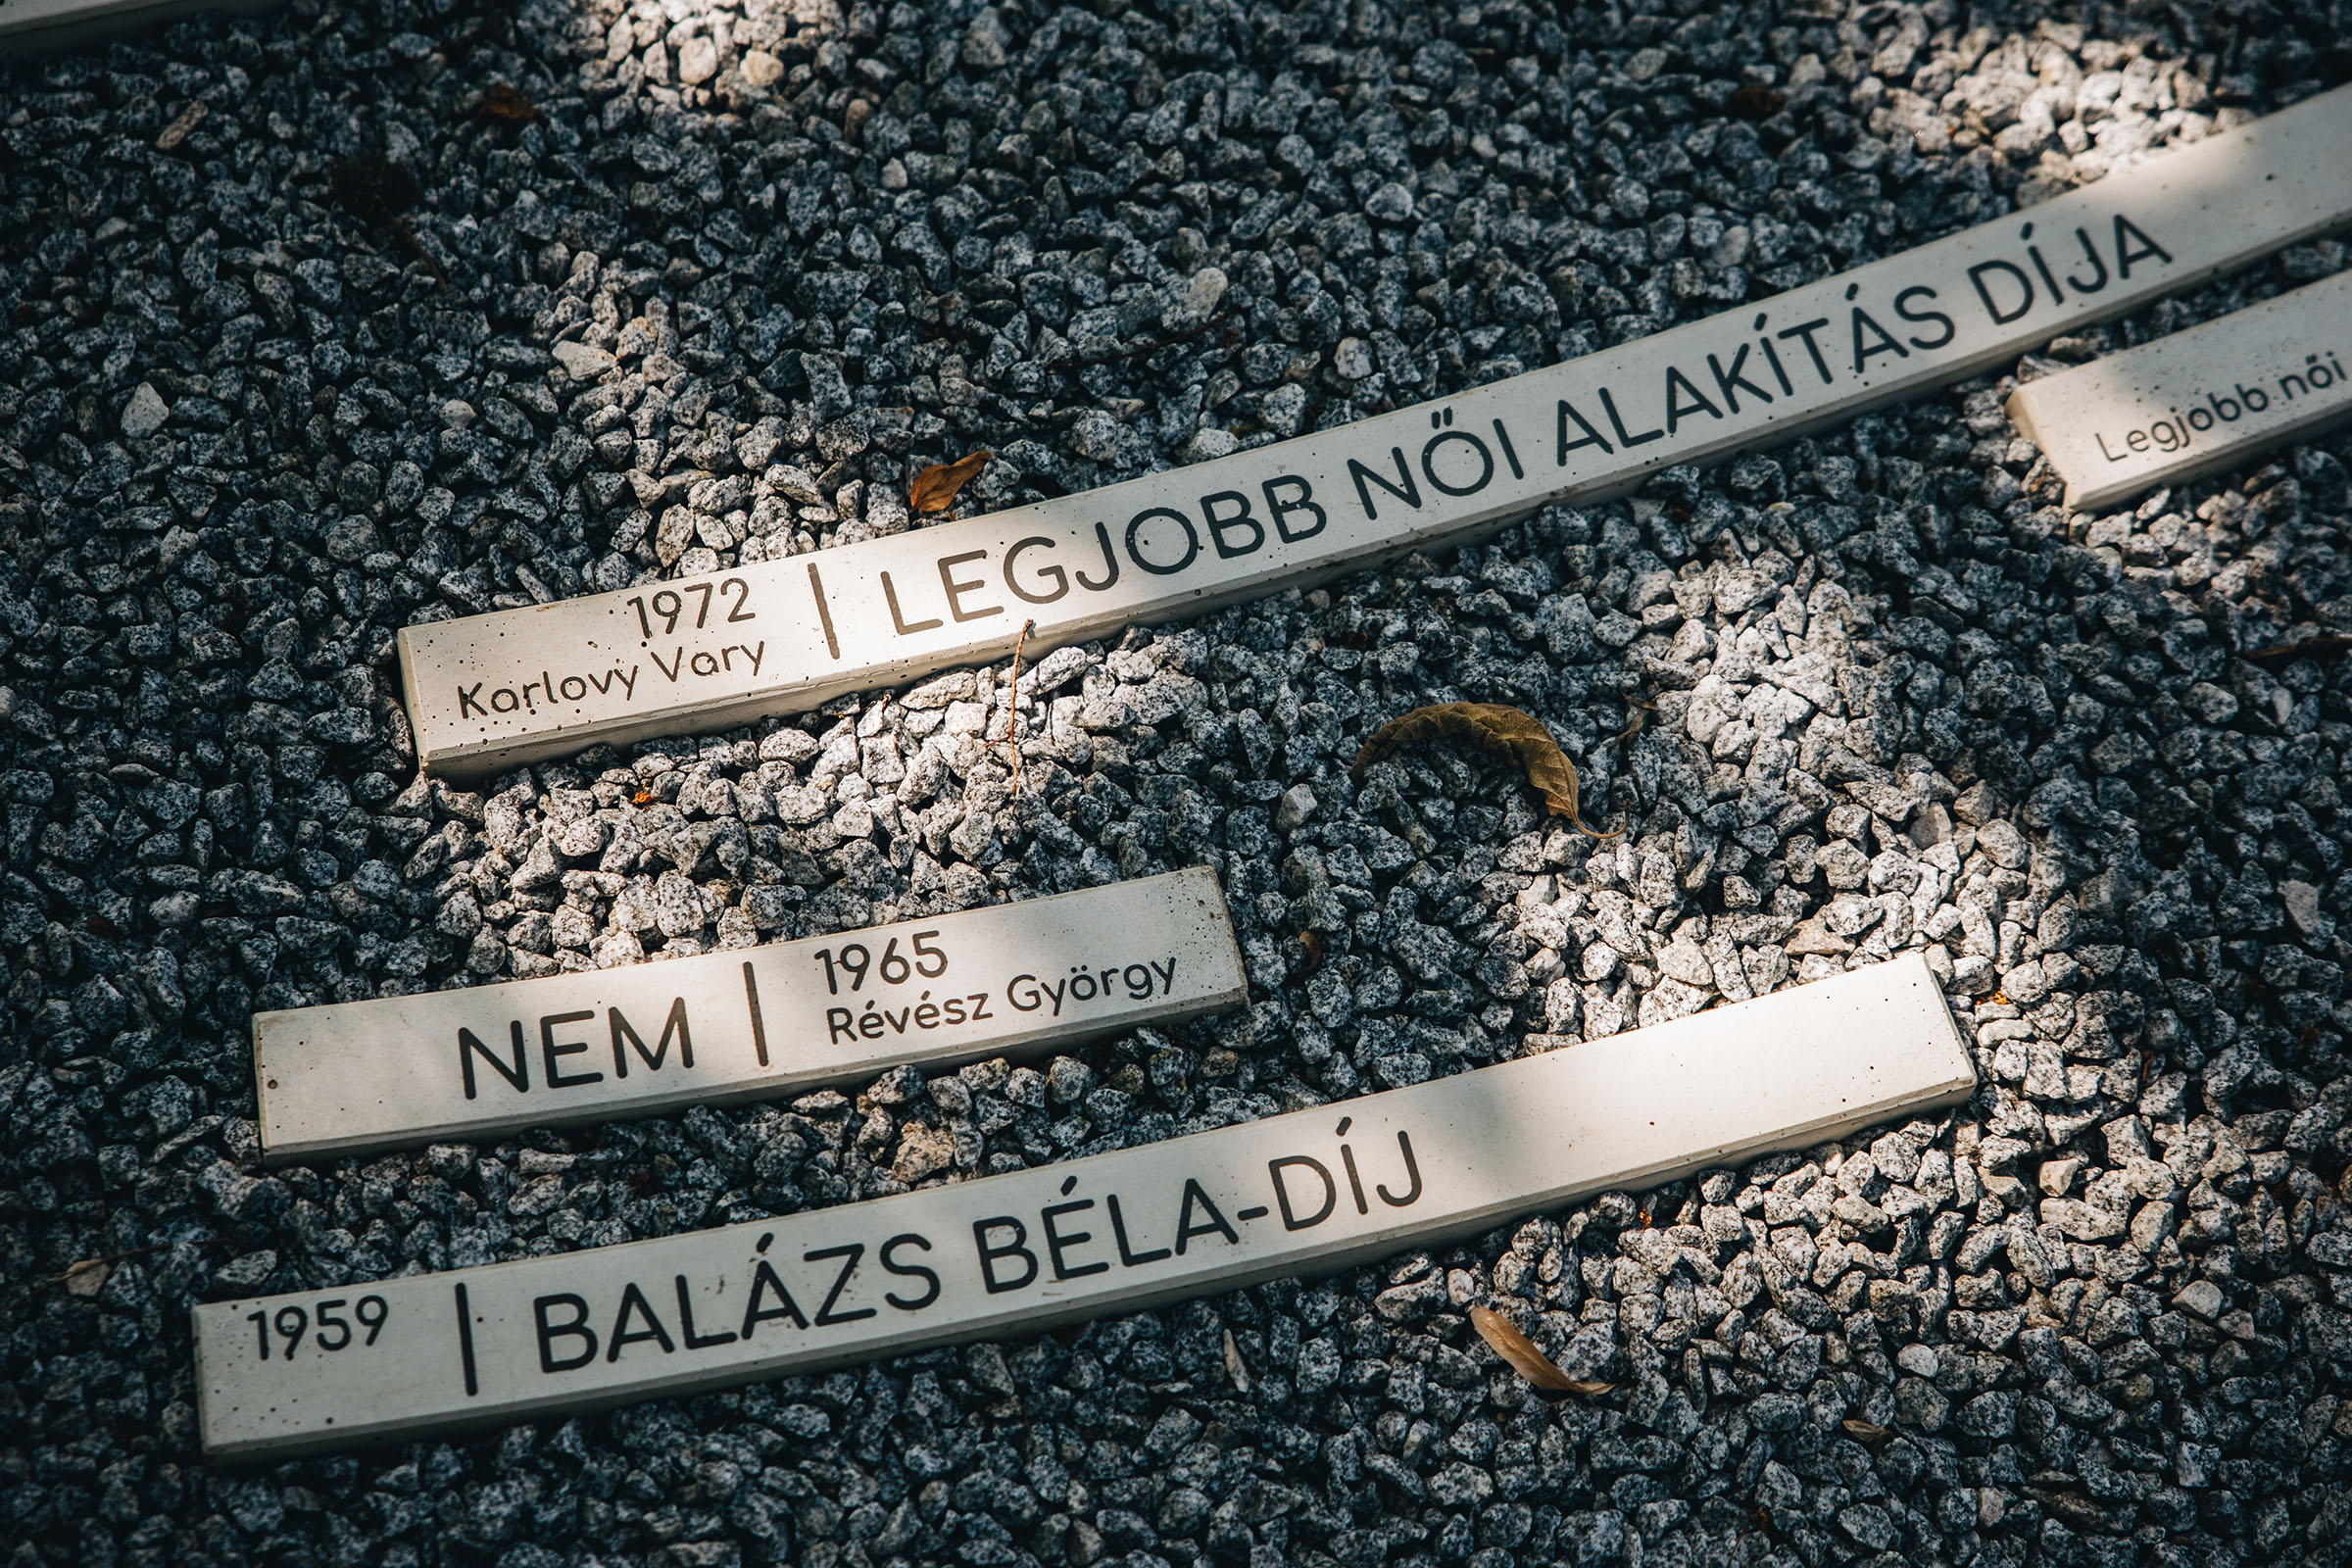 1972
Karlovy Vary
LEGJOBB NŐI ALAKÍTÁS DÍJA
Legjobb női
NEM
1965
Révész György
1959
BALÁZS BÉLA-DÍJ